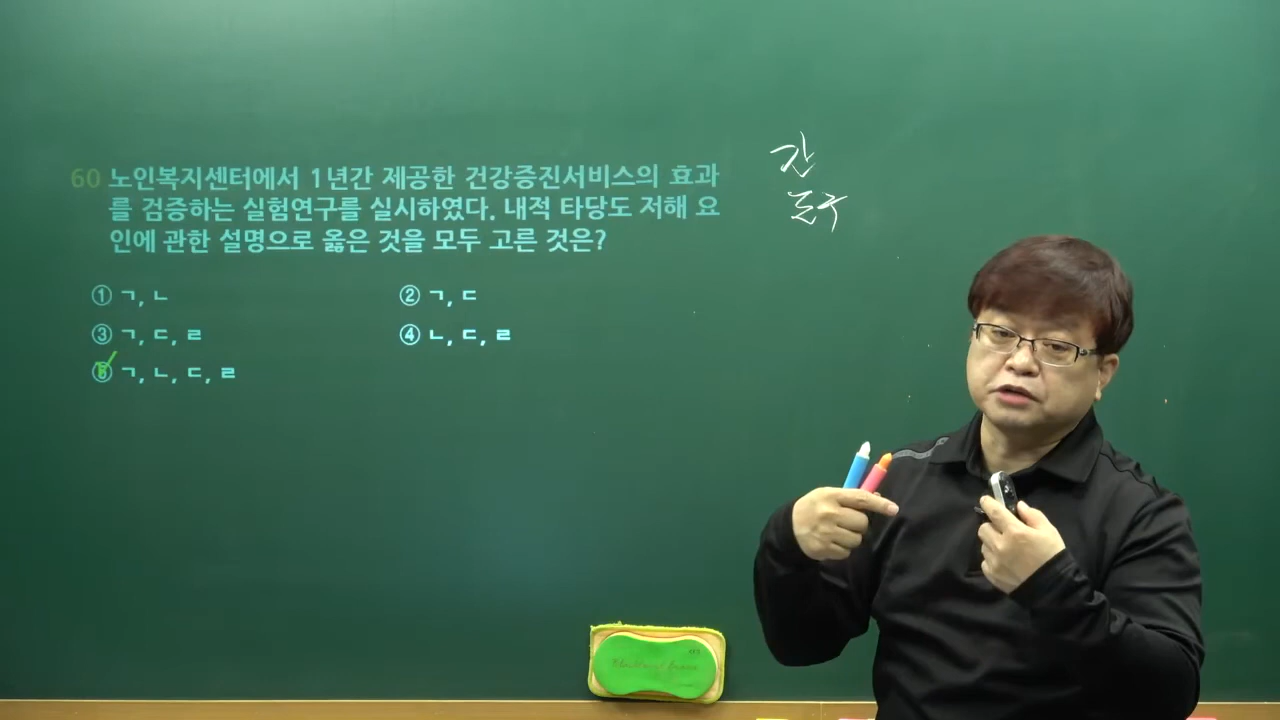 60 노인복지센터에서 1년간 제공한 건강증진서비스의 효과
를 검증하는 실험연구를 실시하였다. 내적 타당도 저해 요
인에 관한 설명으로 옳은 것을 모두 고른 것은?
① ㄱ, ㄴ
② ㄱ, ㄷ
③ ㄱ, ㄷ, ㄹ
④ ㄴ, ㄷ, ㄹ
⑤ ㄱ, ㄴ, ㄷ, ㄹ